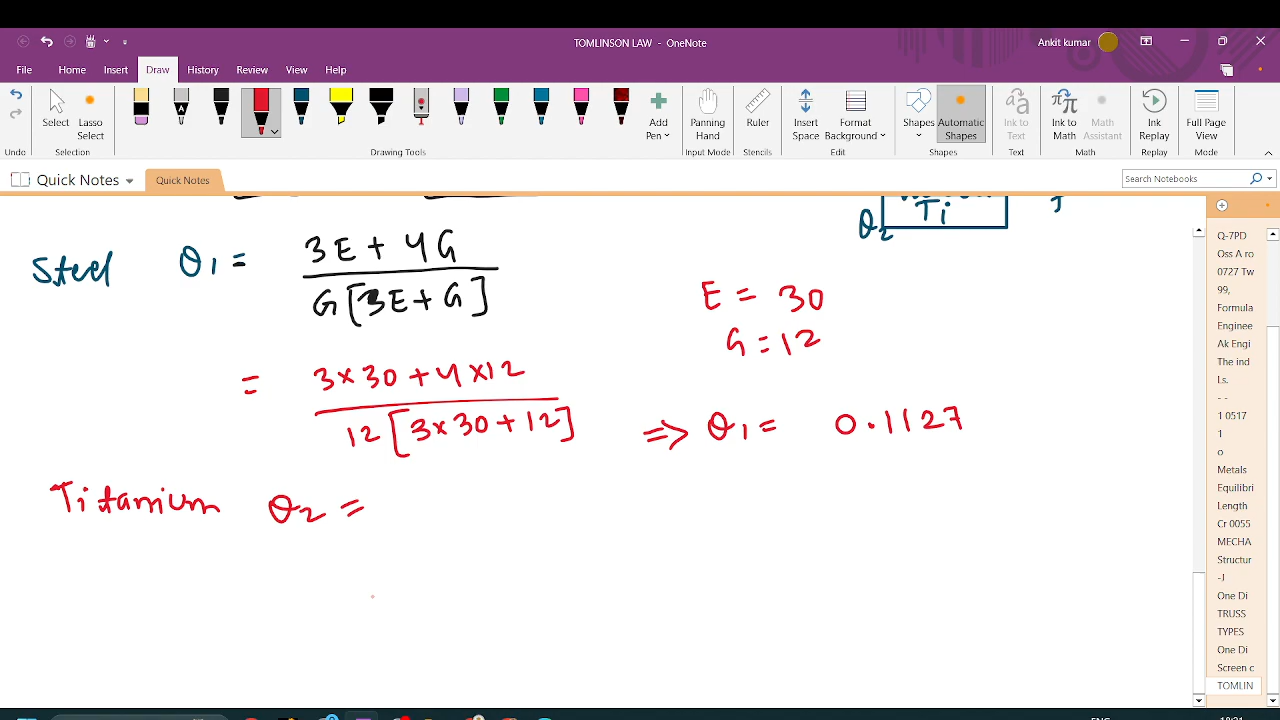 TOMLINSON LAW - OneNote
Ankit kumar
File Home Insert Draw History Review View Help
Undo
Select
Lasso Select
Add Pen
Panning Hand
Ruler
Insert Space
Format Background
Shapes
Automatic Shapes
Ink to Text
Ink to Math
Math Assistant
Ink Replay
Full Page View
Undo Selection Drawing Tools Input Mode Stencils Edit Shapes Text Math Replay Mode
Quick Notes
Quick Notes
Search Notebooks
Ti
θ2
Steel θ1 = 3E + 4G
G[3E + G]
E = 30
G = 12
= 3×30 + 4×12
12[3×30+12]
=> θ1 = 0.1127
Titanium θ2 =
Q-7PD
Oss A ro
0727 Tw
99,
Formula
Enginee
Ak Engi
The ind
Ls.
- -
1 0517
1
o
Metals
Equilibri
Length
Cr 0055
MECHA
Structur
-J
One Di
TRUSS
TYPES
One Di
Screen c
TOMLIN